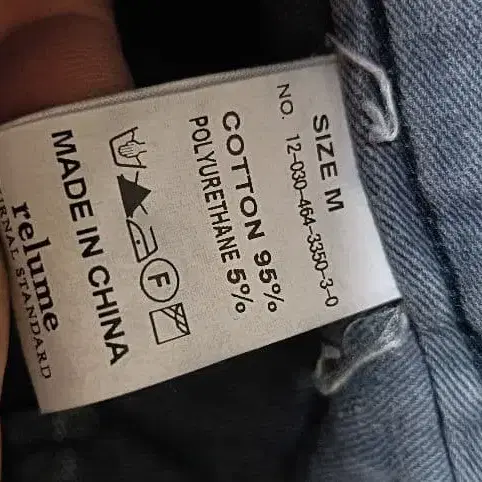 SIZE M
NO. 12-030-464-3350-3-0
COTTON 95%
POLYURETHANE 5%
F
MADE IN CHINA
relume
STANDARD